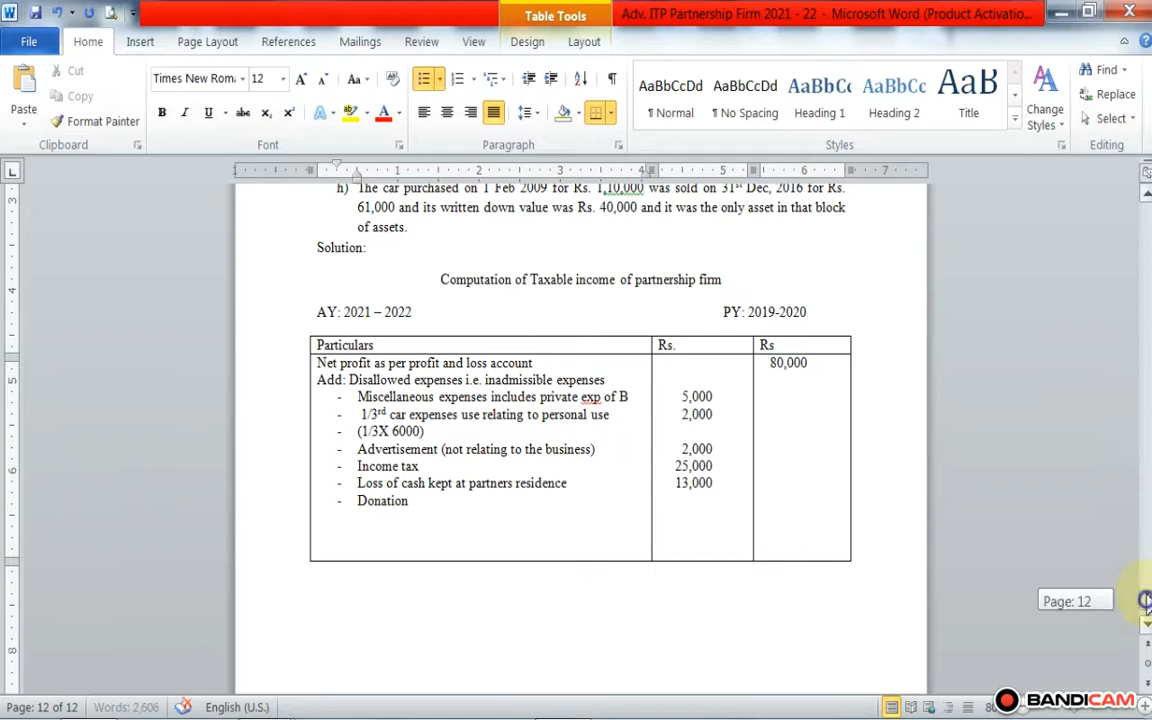 Table Tools
Adv. ITP Partnership Firm 2021 - 22 - Microsoft Word (Product Activatio...
File
Home
Insert
Page Layout
References
Mailings
Review
View
Design
Layout
Paste
Cut
Copy
Format Painter
Times New Rom
12
AaBbCcDd
AaBbCcDd
AaBbCc
AaBbCcD
AaB
¶ Normal
¶ No Spacing
Heading 1
Heading 2
Title
Change
Styles
Find
Replace
Select
Clipboard
Font
Paragraph
Styles
Editing
h) The car purchased on 1 Feb 2009 for Rs. 1,10,000 was sold on 31st Dec, 2016 for Rs.
61,000 and its written down value was Rs. 40,000 and it was the only asset in that block
of assets.
Solution:
Computation of Taxable income of partnership firm
AY: 2021 – 2022 PY: 2019-2020
Particulars Rs. Rs
Net profit as per profit and loss account 80,000
Add: Disallowed expenses i.e. inadmissible expenses
- Miscellaneous expenses includes private exp of B 5,000
- 1/3rd car expenses use relating to personal use 2,000
- (1/3X 6000)
- Advertisement (not relating to the business) 2,000
- Income tax 25,000
- Loss of cash kept at partners residence 13,000
- Donation
Page: 12
Page: 12 of 12
Words: 2,606
English (U.S.)
BANDICAM